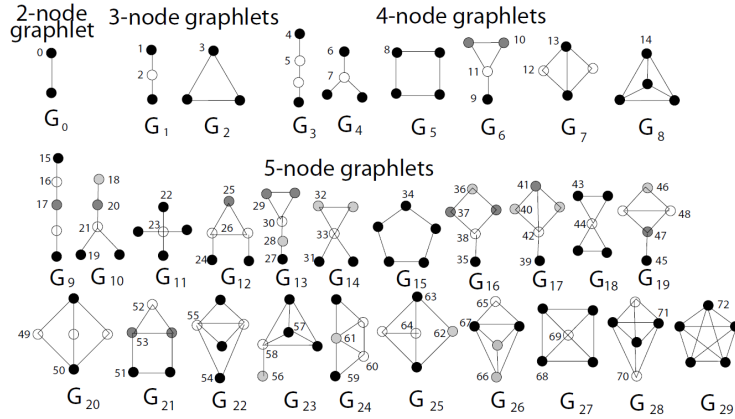 2-node graphlet
3-node graphlets
4-node graphlets
0
1
2
3
4
5
6
7
8
9
10
11
12
13
14
G0
G1
G2
G3
G4
G5
G6
G7
G8
5-node graphlets
15
16
17
18
20
21
19
22
23
25
26
24
29
30
28
27
32
33
31
34
36
37
38
35
41
40
42
39
43
44
46
48
47
45
G9
G10
G11
G12
G13
G14
G15
G16
G17
G18
G19
49
50
52
53
51
55
54
57
58
56
61
60
59
63
64
62
65
67
66
69
68
71
70
72
G20
G21
G22
G23
G24
G25
G26
G27
G28
G29